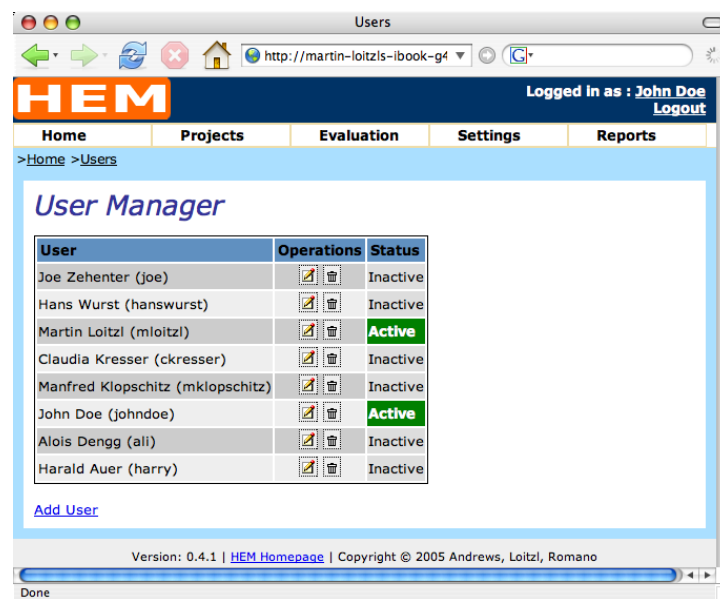 Users
http://martin-loitzls-ibook-g4
G
HEM
Logged in as : John Doe
Logout
Home Projects Evaluation Settings Reports
>Home >Users
User Manager
User Operations Status
Joe Zehenter (joe) Inactive
Hans Wurst (hanswurst) Inactive
Martin Loitzl (mloitzl) Active
Claudia Kresser (ckresser) Inactive
Manfred Klopschitz (mklopschitz) Inactive
John Doe (johndoe) Active
Alois Dengg (ali) Inactive
Harald Auer (harry) Inactive
Add User
Version: 0.4.1 | HEM Homepage | Copyright © 2005 Andrews, Loitzl, Romano
Done